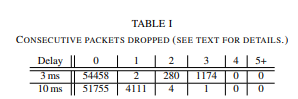 TABLE I
CONSECUTIVE PACKETS DROPPED (SEE TEXT FOR DETAILS.)
Delay 0 1 2 3 4 5+
3 ms 54458 2 280 1174 0 0
10 ms 51755 4111 4 1 0 0